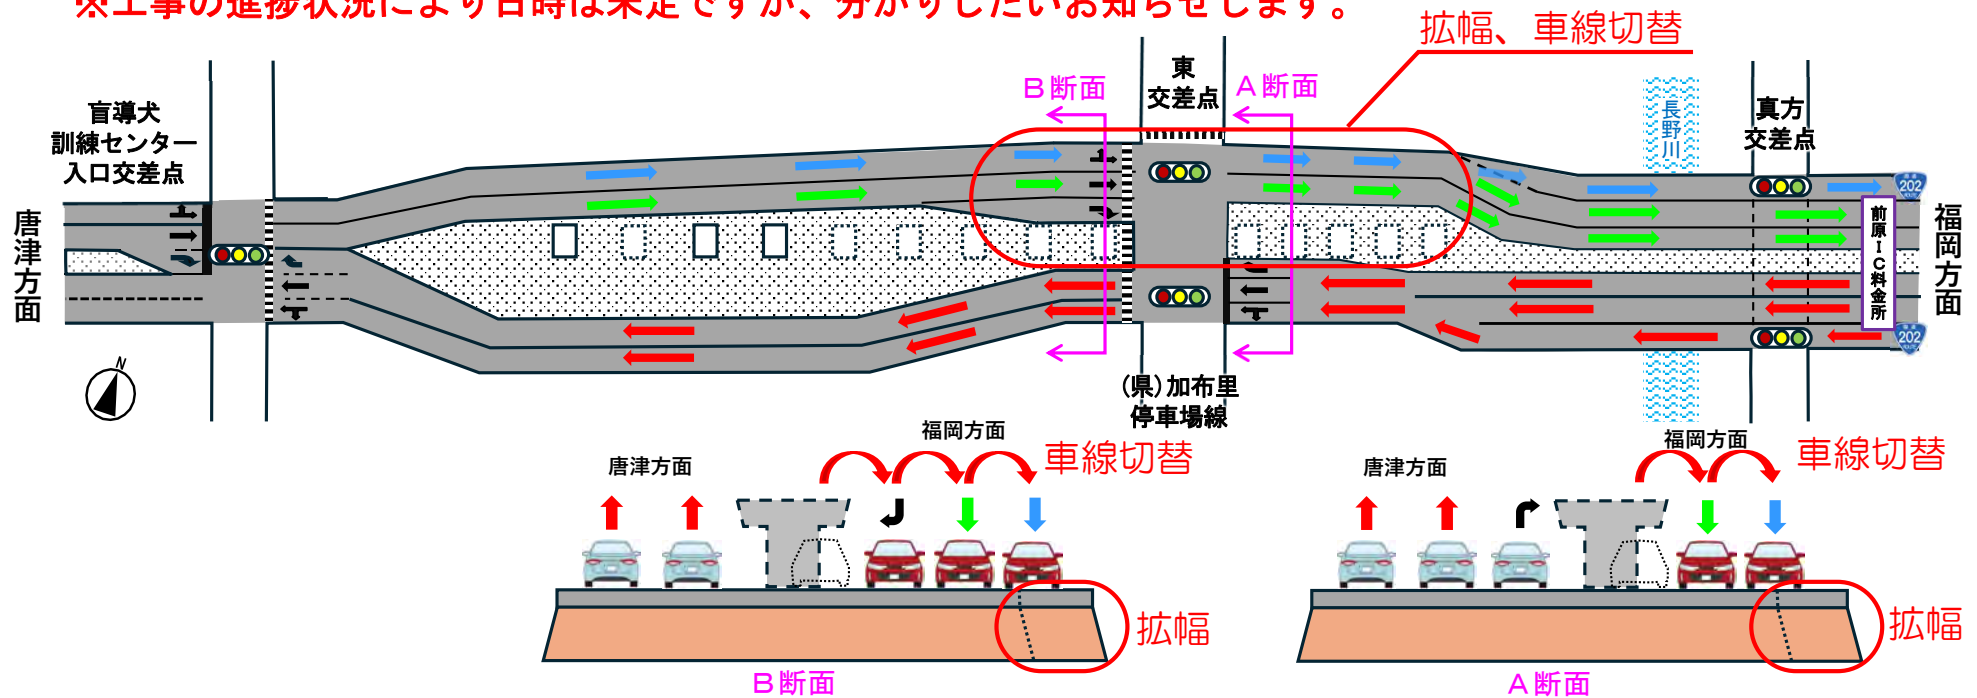 ※工事の進捗状況により日時は未定ですが、分かりしだいお知らせします。
拡幅、車線切替
B断面
東
交差点
A断面
盲導犬
訓練センター
入口交差点
長野川
真方
交差点
唐津方面
202
前原IC料金所
福岡方面
202
N
(県)加布里
停車場線
唐津方面
福岡方面
車線切替
唐津方面
福岡方面
車線切替
拡幅
拡幅
B断面
A断面